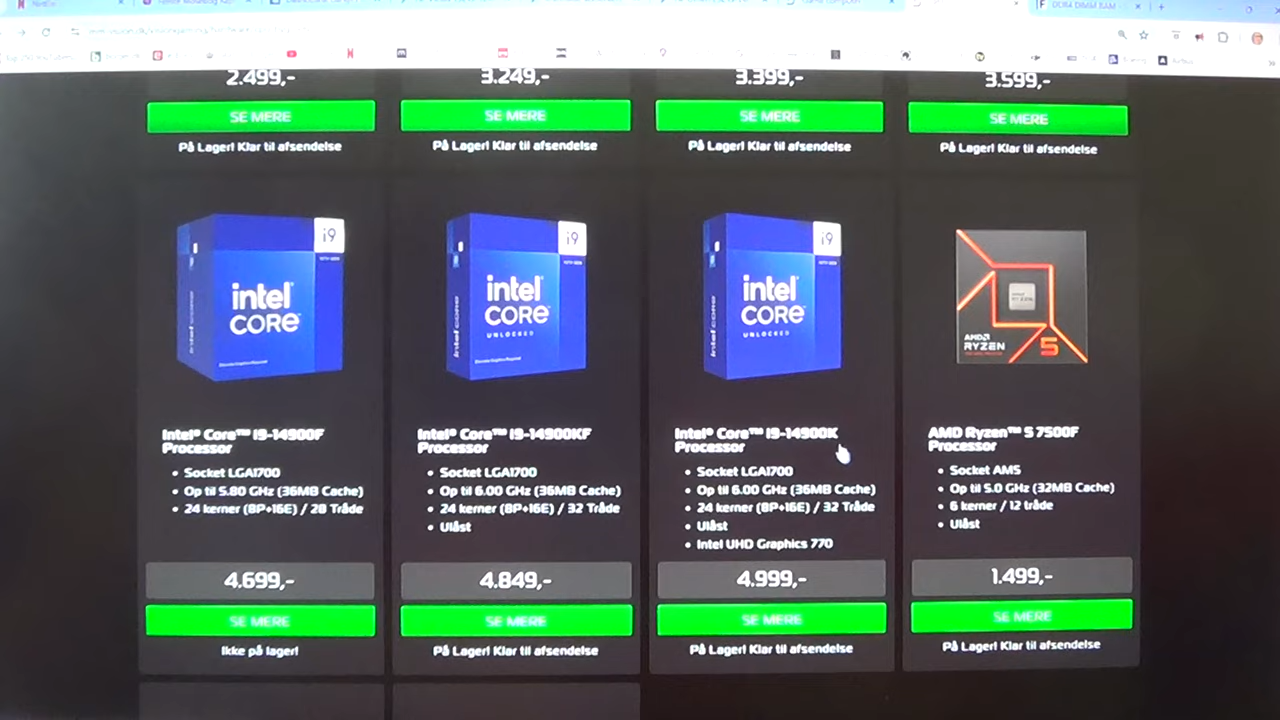 2.499,-
3.249,-
3.399,-
3.599,-
SE MERE
SE MERE
SE MERE
SE MERE
På Lager! Klar til afsendelse
På Lager! Klar til afsendelse
På Lager! Klar til afsendelse
På Lager! Klar til afsendelse
i9
intel
CORE
i9
intel
CORE
UNLOCKED
i9
intel
CORE
UNLOCKED
AMD
RYZEN
5
Intel® Core™ i9-14900F
Processor
• Socket LGA1700
• Op til 5.80 GHz (36MB Cache)
• 24 kerner (8P+16E) / 28 Tråde
4.699,-
SE MERE
Ikke på lager!
Intel® Core™ i9-14900KF
Processor
• Socket LGA1700
• Op til 6.00 GHz (36MB Cache)
• 24 kerner (8P+16E) / 32 Tråde
• Ulåst
4.849,-
SE MERE
På Lager! Klar til afsendelse
Intel® Core™ i9-14900K
Processor
• Socket LGA1700
• Op til 6.00 GHz (36MB Cache)
• 24 kerner (8P+16E) / 32 Tråde
• Ulåst
• Intel UHD Graphics 770
4.999,-
SE MERE
På Lager! Klar til afsendelse
AMD Ryzen™ 5 7500F
Processor
• Socket AM5
• Op til 5.0 GHz (32MB Cache)
• 6 kerner / 12 tråde
• Ulåst
1.499,-
SE MERE
På Lager! Klar til afsendelse